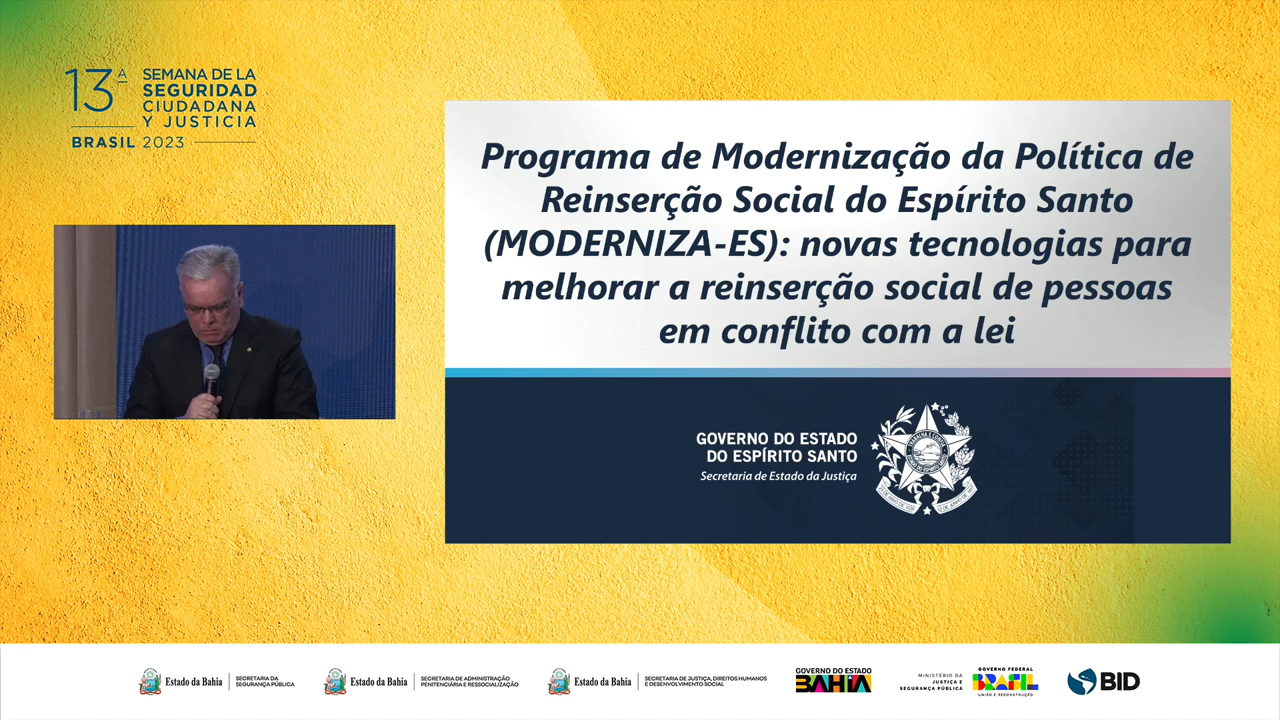 13ª
SEMANA DE LA
SEGURIDAD
CIUDADANA
Y JUSTICIA
BRASIL 2023
Programa de Modernização da Política de
Reinserção Social do Espírito Santo
(MODERNIZA-ES): novas tecnologias para
melhorar a reinserção social de pessoas
em conflito com a lei
GOVERNO DO ESTADO
DO ESPÍRITO SANTO
Secretaria de Estado da Justiça
Estado da Bahia
SECRETARIA DA
SEGURANÇA PÚBLICA
Estado da Bahia
SECRETARIA DE ADMINISTRAÇÃO
PENITENCIÁRIA E RESSOCIALIZAÇÃO
Estado da Bahia
SECRETARIA DE JUSTIÇA, DIREITOS HUMANOS
E DESENVOLVIMENTO SOCIAL
GOVERNO DO ESTADO
BAHIA
MINISTÉRIO DA
JUSTIÇA E
SEGURANÇA PÚBLICA
GOVERNO FEDERAL
BRASIL
UNIÃO E RECONSTRUÇÃO
BID